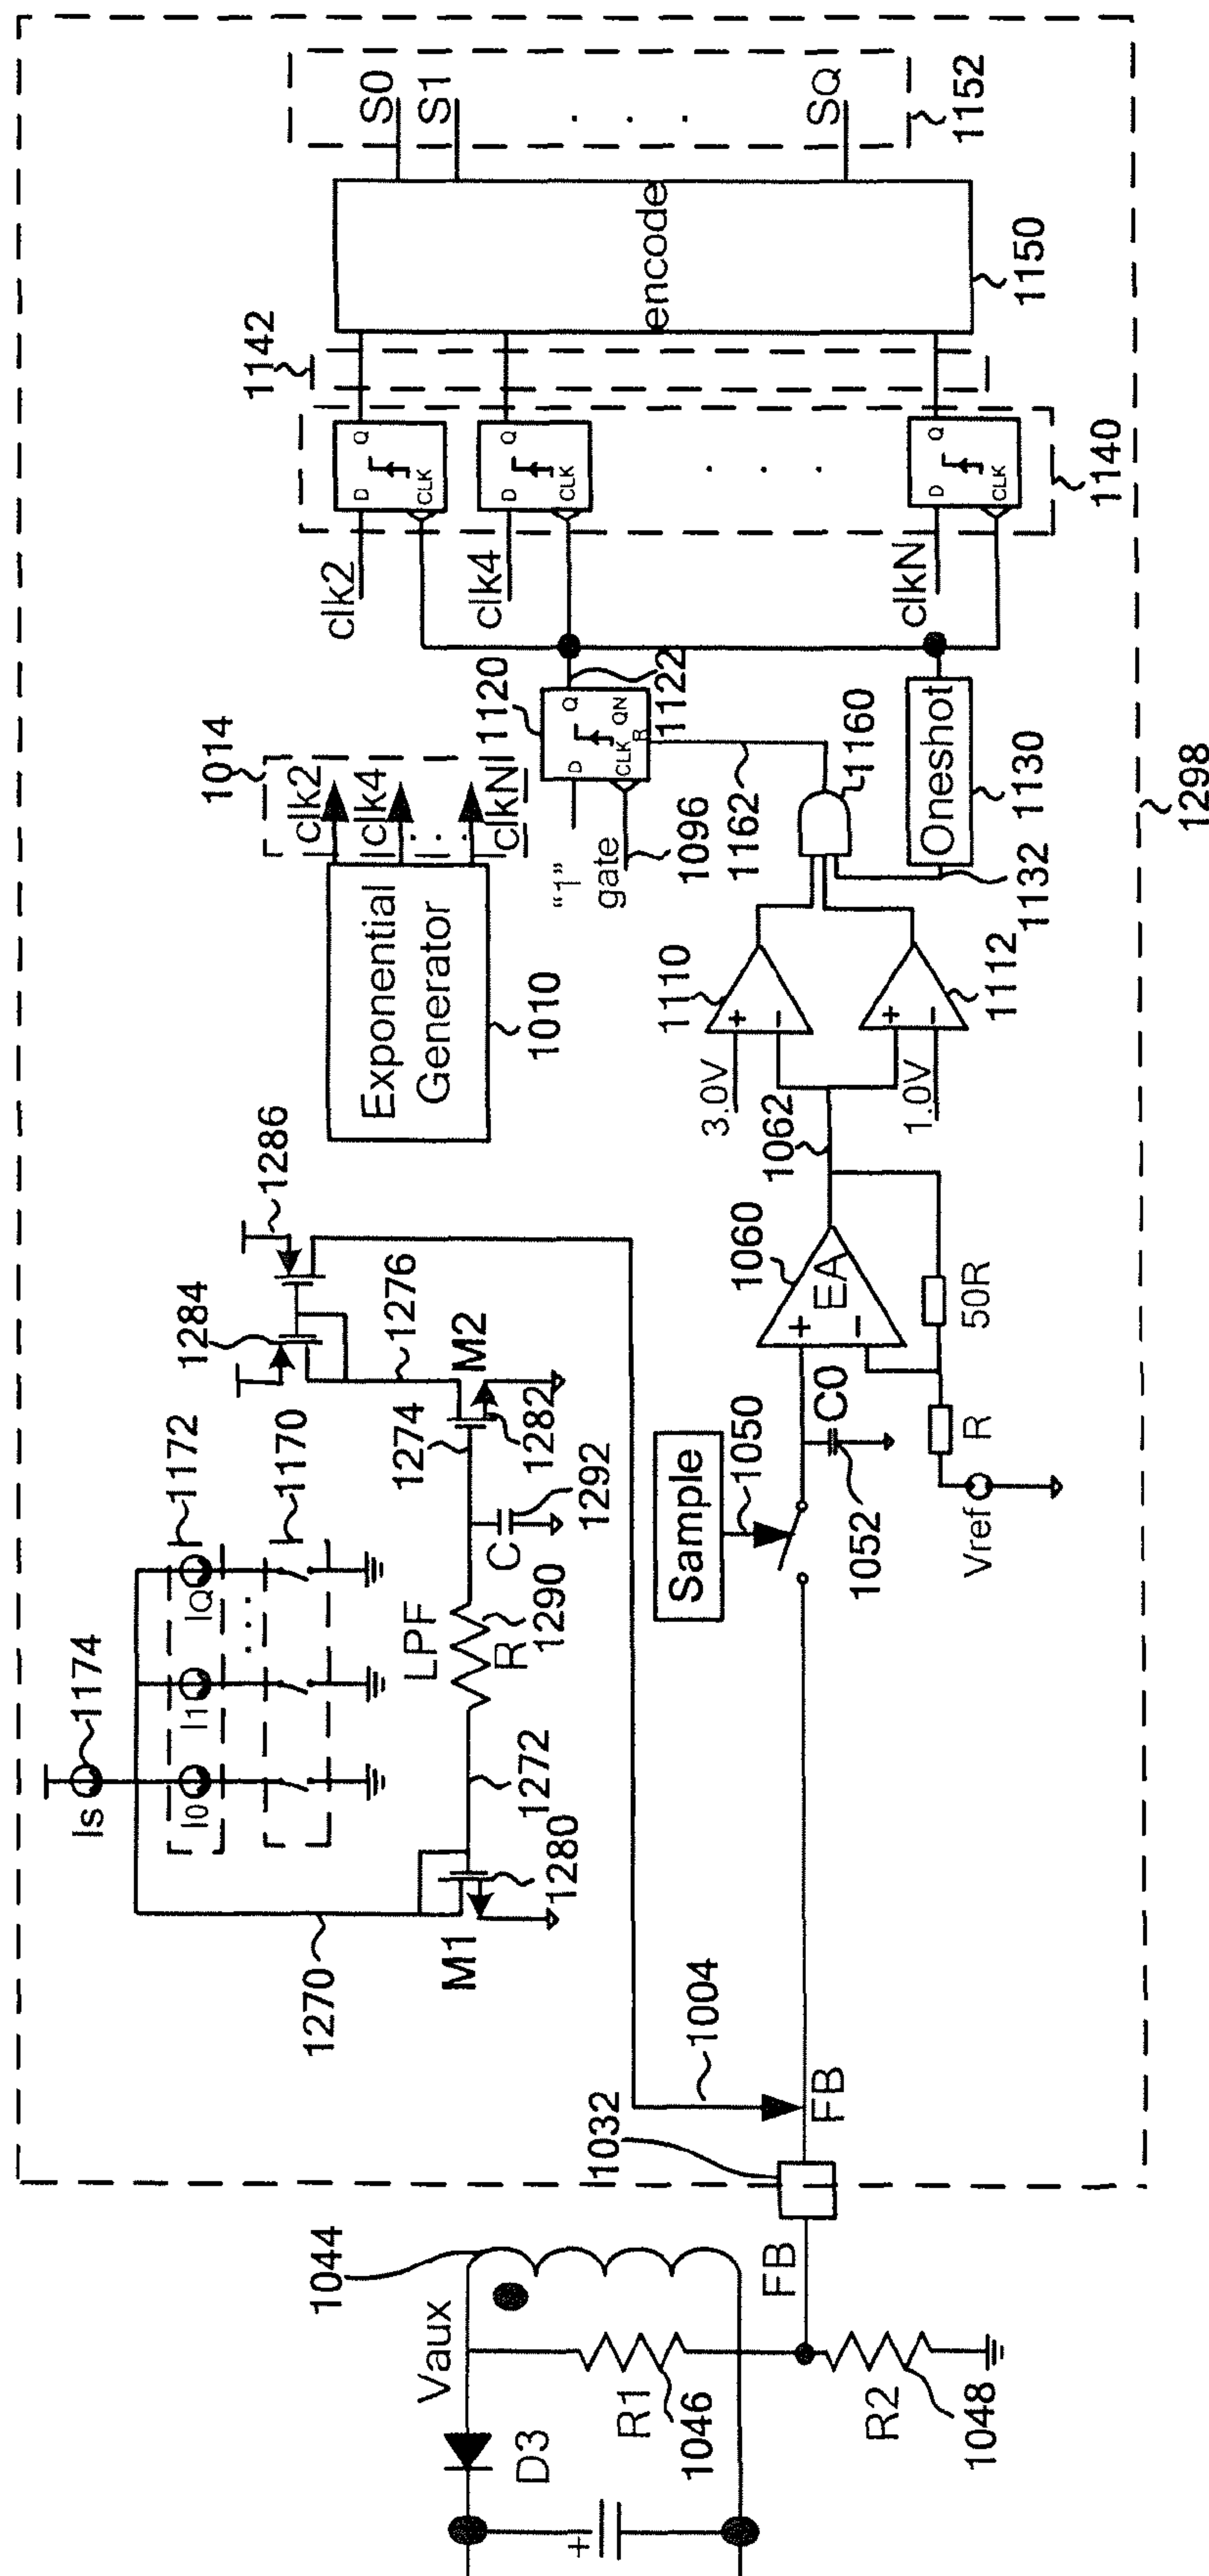 1298
S0
S1
.
.
.
SQ
1152
encode
1150
1142
D
Q
CLK
D
Q
CLK
.
.
.
D
Q
CLK
1140
clk2
clk4
clkN
1014
clk2
clk4
. .
clkN
Exponential
Generator
1010
1120
D
Q
QN
CLK
R
1122
"1"
gate
1096
1162
1160
Oneshot
1130
1132
1110
+
−
3.0V
1112
+
−
1.0V
1062
1060
EA
+
−
50R
R
Vref
C0
1052
Sample
1050
1286
1284
1276
M2
1282
1274
1292
C
LPF
R
1290
1272
1280
M1
1270
Is
1174
1172
I0
I1
IQ
1170
...
1004
FB
1032
FB
1044
Vaux
D3
R1
1046
R2
1048
+